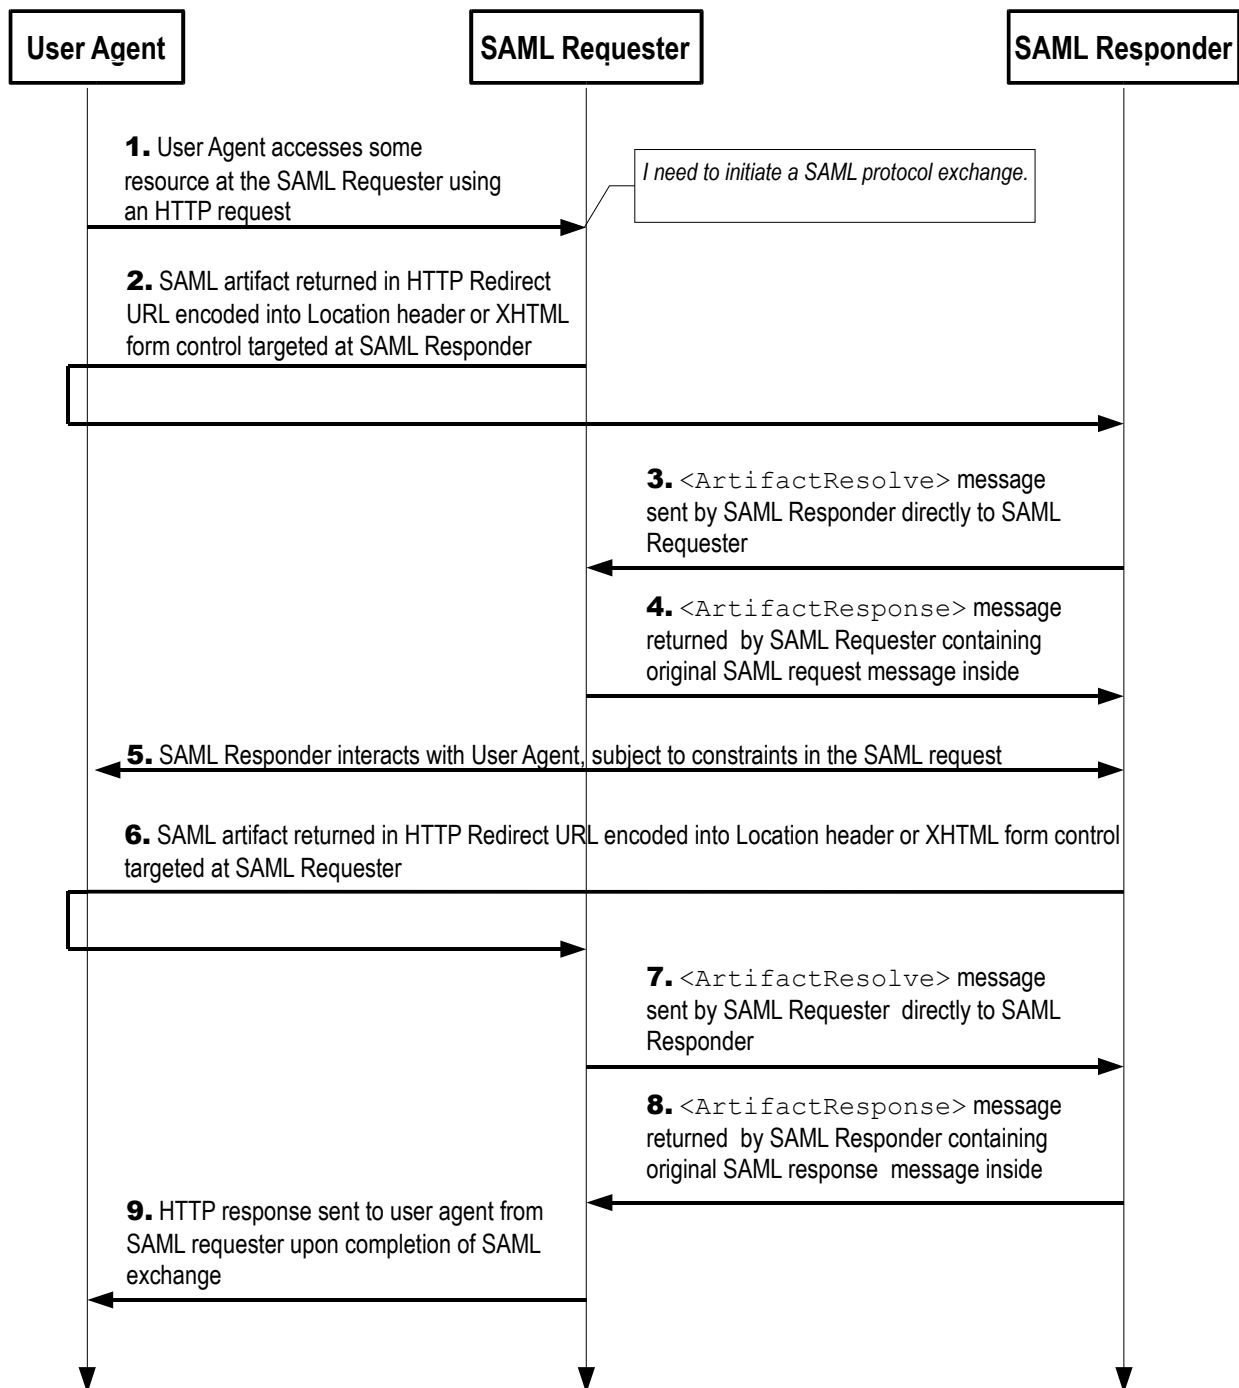 User Agent
SAML Requester
SAML Responder
1. User Agent accesses some
resource at the SAML Requester using
an HTTP request
I need to initiate a SAML protocol exchange.
2. SAML artifact returned in HTTP Redirect
URL encoded into Location header or XHTML
form control targeted at SAML Responder
3. <ArtifactResolve> message
sent by SAML Responder directly to SAML
Requester
4. <ArtifactResponse> message
returned by SAML Requester containing
original SAML request message inside
5. SAML Responder interacts with User Agent, subject to constraints in the SAML request
6. SAML artifact returned in HTTP Redirect URL encoded into Location header or XHTML form control
targeted at SAML Requester
7. <ArtifactResolve> message
sent by SAML Requester directly to SAML
Responder
8. <ArtifactResponse> message
returned by SAML Responder containing
original SAML response message inside
9. HTTP response sent to user agent from
SAML requester upon completion of SAML
exchange